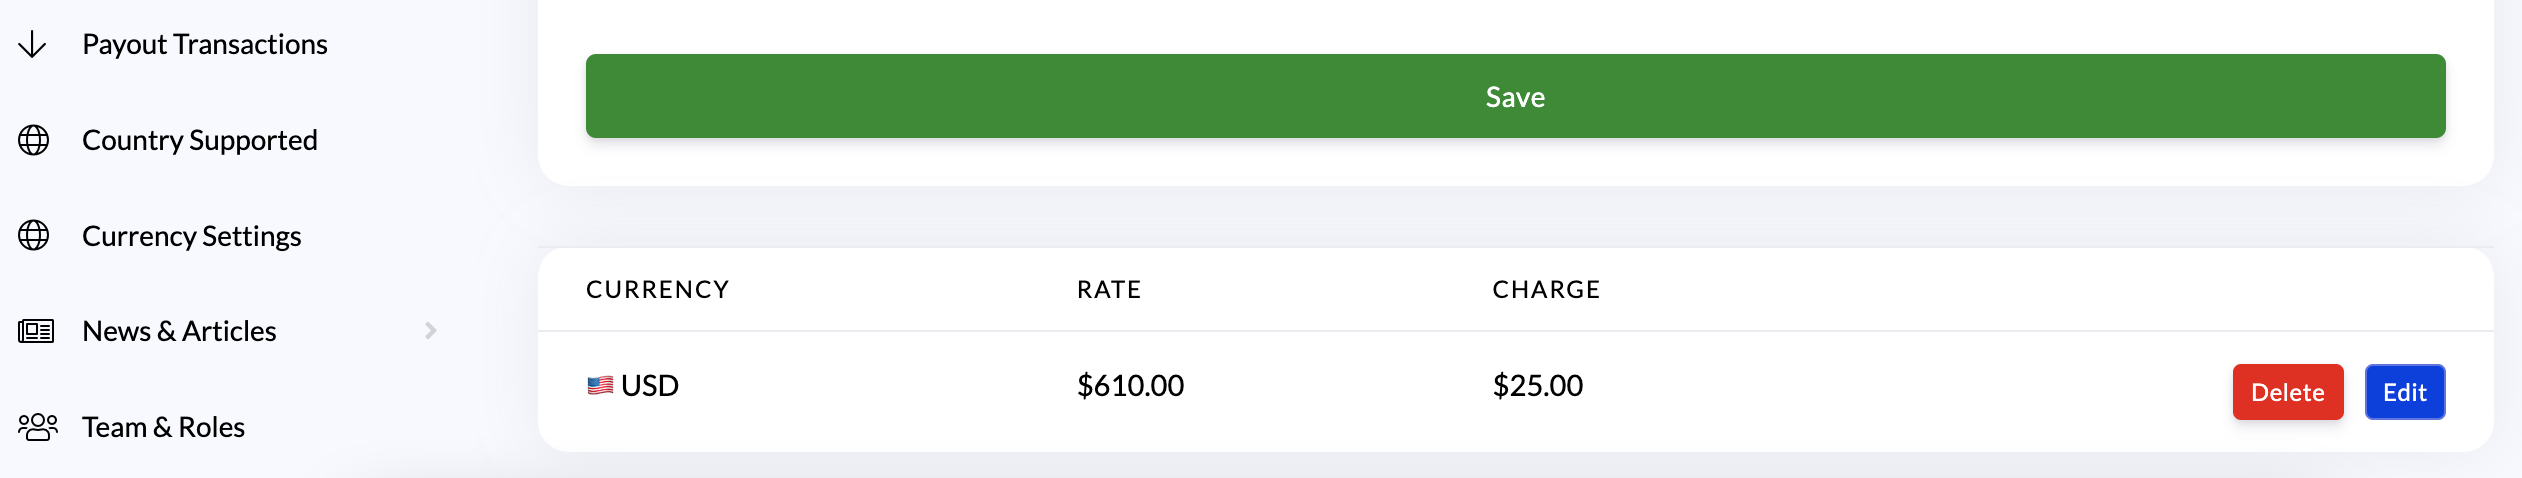 Payout Transactions
Country Supported
Currency Settings
News & Articles
Team & Roles
Save
CURRENCY RATE CHARGE
USD $610.00 $25.00 Delete Edit